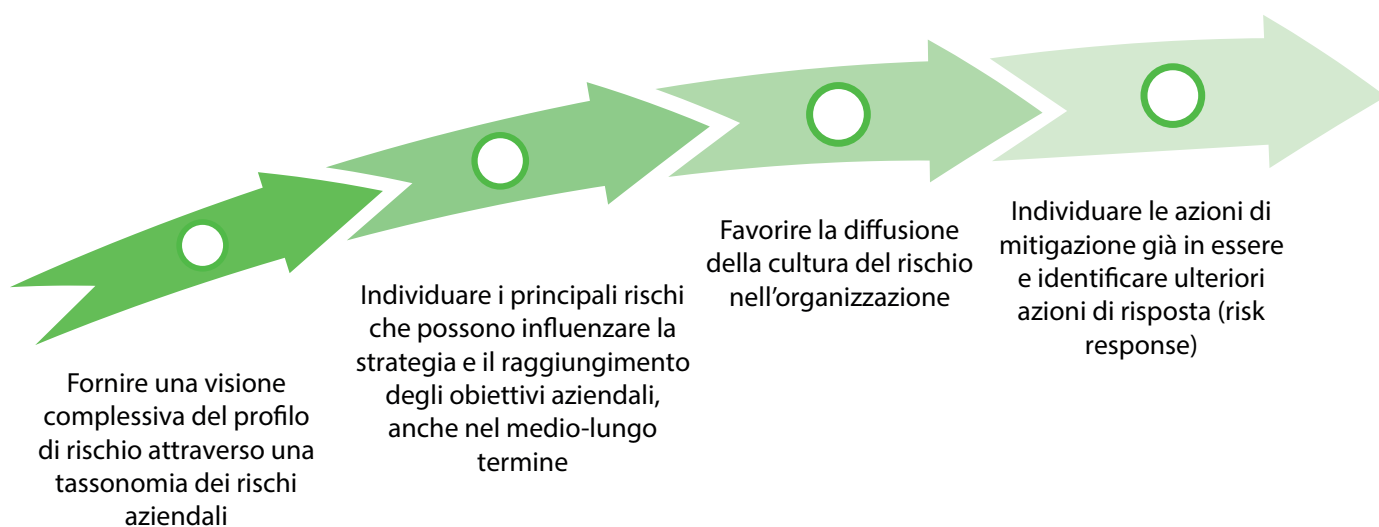 Fornire una visione
complessiva del profilo
di rischio attraverso una
tassonomia dei rischi
aziendali
Individuare i principali rischi
che possono influenzare la
strategia e il raggiungimento
degli obiettivi aziendali,
anche nel medio-lungo
termine
Favorire la diffusione
della cultura del rischio
nell’organizzazione
Individuare le azioni di
mitigazione già in essere
e identificare ulteriori
azioni di risposta (risk
response)